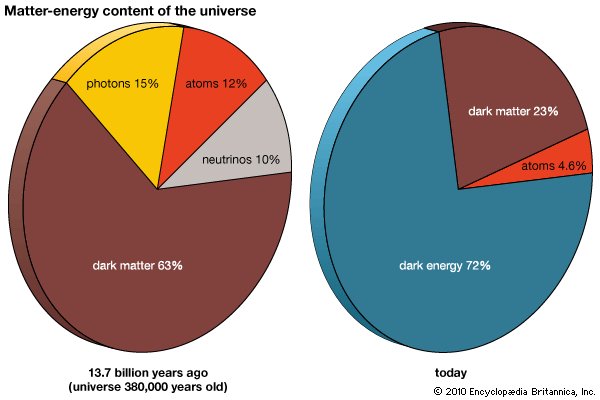 Matter-energy content of the universe
photons 15%
atoms 12%
neutrinos 10%
dark matter 63%
13.7 billion years ago
(universe 380,000 years old)
dark matter 23%
atoms 4.6%
dark energy 72%
today
© 2010 Encyclopædia Britannica, Inc.